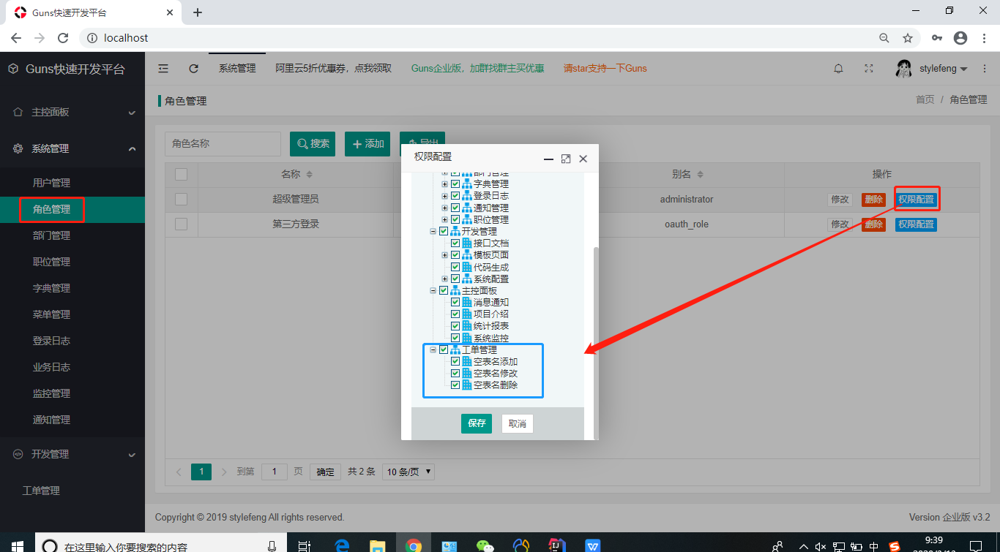 Guns快速开发平台
localhost
Guns快速开发平台
系统管理 阿里云5折优惠券，点我领取 Guns企业版，加群找群主买优惠 请star支持一下Guns
stylefeng
主控面板
系统管理
用户管理
角色管理
部门管理
职位管理
字典管理
菜单管理
登录日志
业务日志
监控管理
通知管理
开发管理
工单管理
角色管理
首页 / 角色管理
角色名称 搜索 添加 导出
名称 别名 操作
超级管理员 administrator 修改 删除 权限配置
第三方登录 oauth_role 修改 删除 权限配置
权限配置
部门管理
字典管理
登录日志
通知管理
职位管理
开发管理
接口文档
模板页面
代码生成
系统配置
主控面板
消息通知
项目介绍
统计报表
系统监控
工单管理
空表名添加
空表名修改
空表名删除
保存 取消
1 到第 1 页 确定 共 2 条 10 条/页
Copyright © 2019 stylefeng All rights reserved.
Version 企业版 v3.2
在这里输入你要搜索的内容
中
9:39